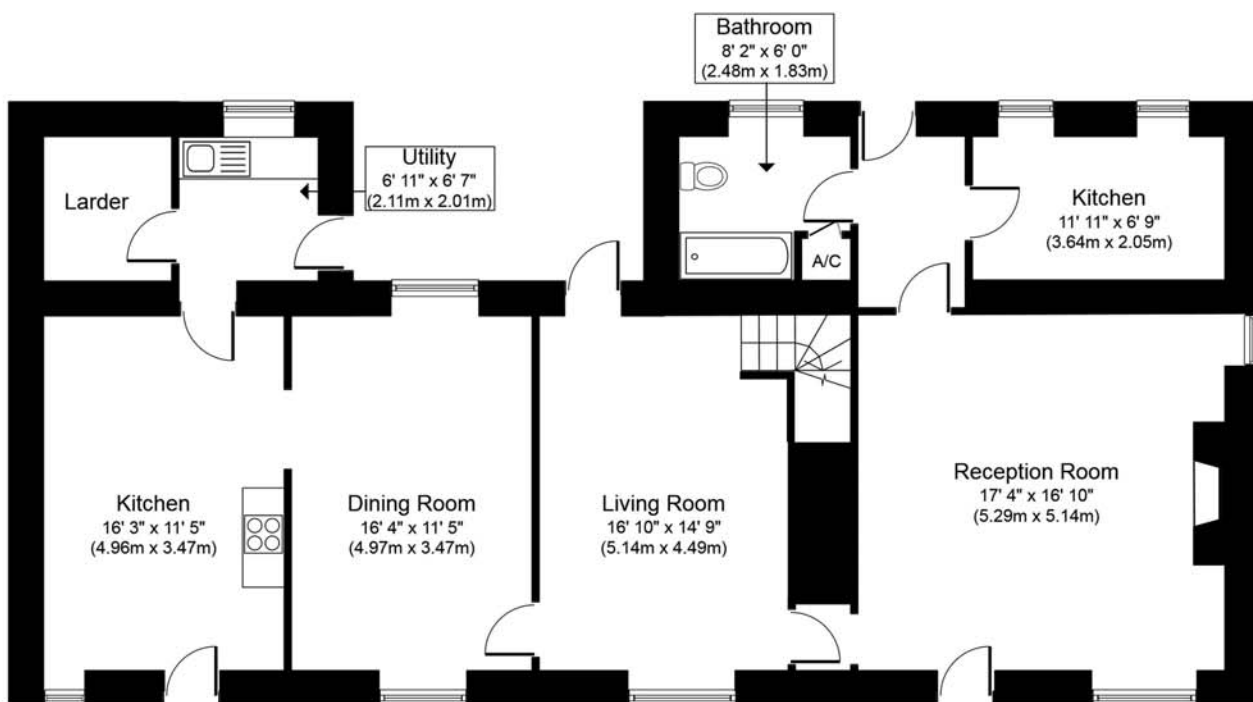 Bathroom
8' 2" x 6' 0"
(2.48m x 1.83m)
Larder
Utility
6' 11" x 6' 7"
(2.11m x 2.01m)
Kitchen
11' 11" x 6' 9"
(3.64m x 2.05m)
A/C
Kitchen
16' 3" x 11' 5"
(4.96m x 3.47m)
Dining Room
16' 4" x 11' 5"
(4.97m x 3.47m)
Living Room
16' 10" x 14' 9"
(5.14m x 4.49m)
Reception Room
17' 4" x 16' 10"
(5.29m x 5.14m)